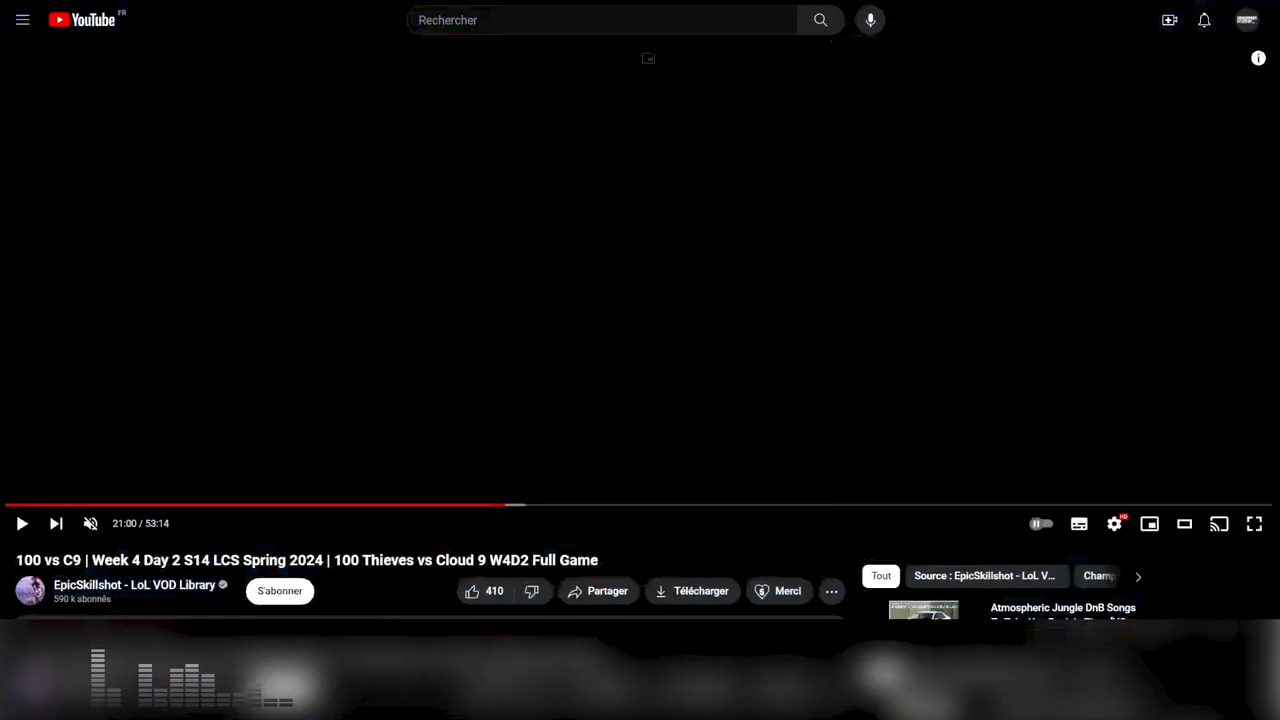 YouTube FR
Rechercher
21:00 / 53:14
HD
100 vs C9 | Week 4 Day 2 S14 LCS Spring 2024 | 100 Thieves vs Cloud 9 W4D2 Full Game
EpicSkillshot - LoL VOD Library
590 k abonnés
S'abonner
410
Partager
Télécharger
Merci
Tout
Source : EpicSkillshot - LoL V...
Champ
Atmospheric Jungle DnB Songs